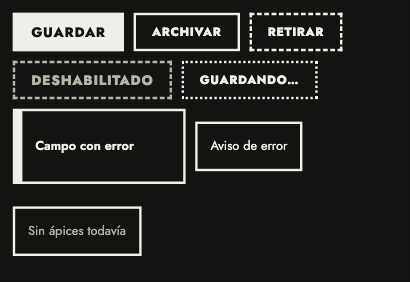 GUARDAR ARCHIVAR RETIRAR
DESHABILITADO GUARDANDO...
Campo con error Aviso de error
Sin ápices todavía